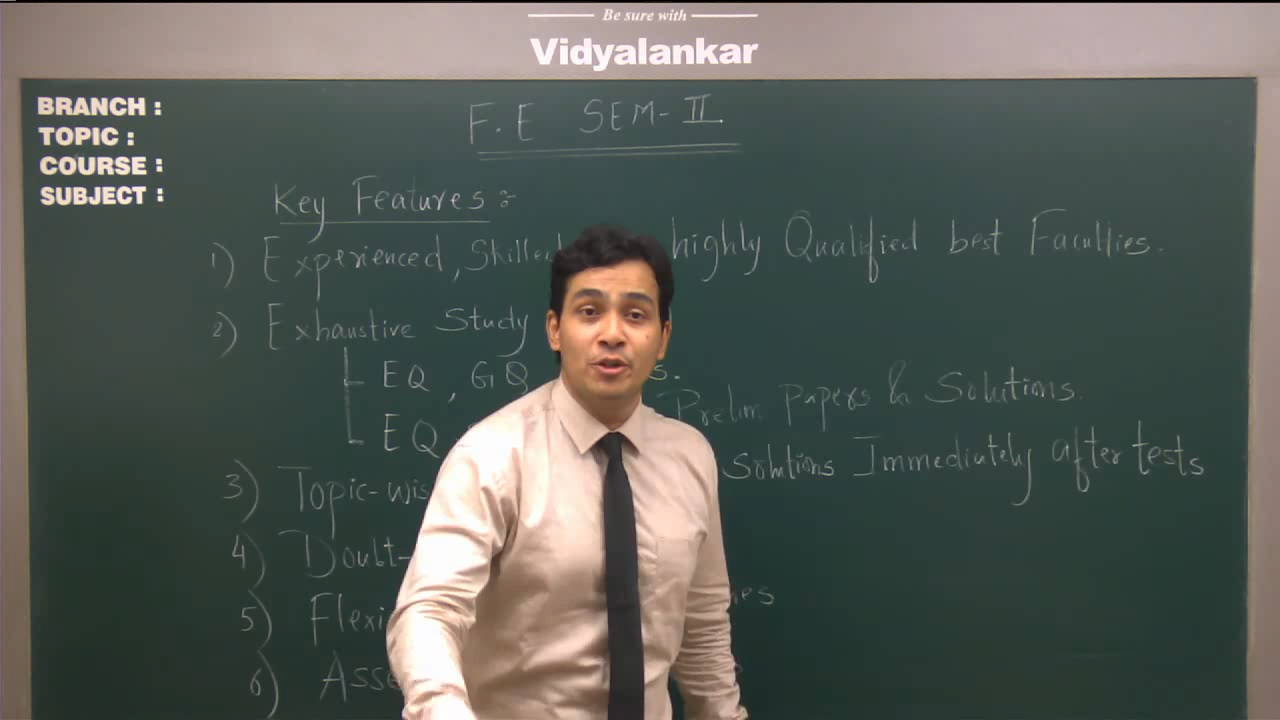 Be sure with
Vidyalankar
BRANCH :
TOPIC :
COURSE :
SUBJECT :
F.E SEM-II
Key Features:
1) Experienced, Skilled highly Qualified best Faculties.
2) Exhaustive Study
EQ, GQ s.
EQ Prelim papers & Solutions.
3) Topic-wis Solutions Immediately after tests
4) Doubt-
5) Flexi nes
6) Asse